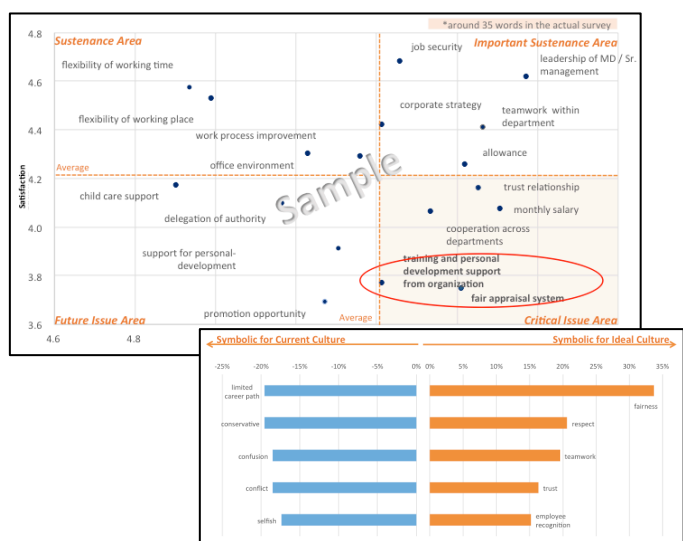 *around 35 words in the actual survey
4.8
Sustenance Area
Important Sustenance Area
job security
flexibility of working time
leadership of MD / Sr.
management
4.6
corporate strategy
teamwork within
department
flexibility of working place
work process improvement
4.4
office environment
allowance
Average
4.2
Satisfaction
Sample
child care support
trust relationship
delegation of authority
monthly salary
4.0
cooperation across
departments
support for personal-
development
training and personal
development support
from organization
3.8
fair appraisal system
promotion opportunity
Average
3.6
Future Issue Area
Critical Issue Area
4.6
4.8
Symbolic for Current Culture
Symbolic for Ideal Culture
-25% -20% -15% -10% -5% 0% 0% 5% 10% 15% 20% 25% 30% 35%
limited
career path
fairness
conservative
respect
confusion
teamwork
conflict
trust
selfish
employee
recognition